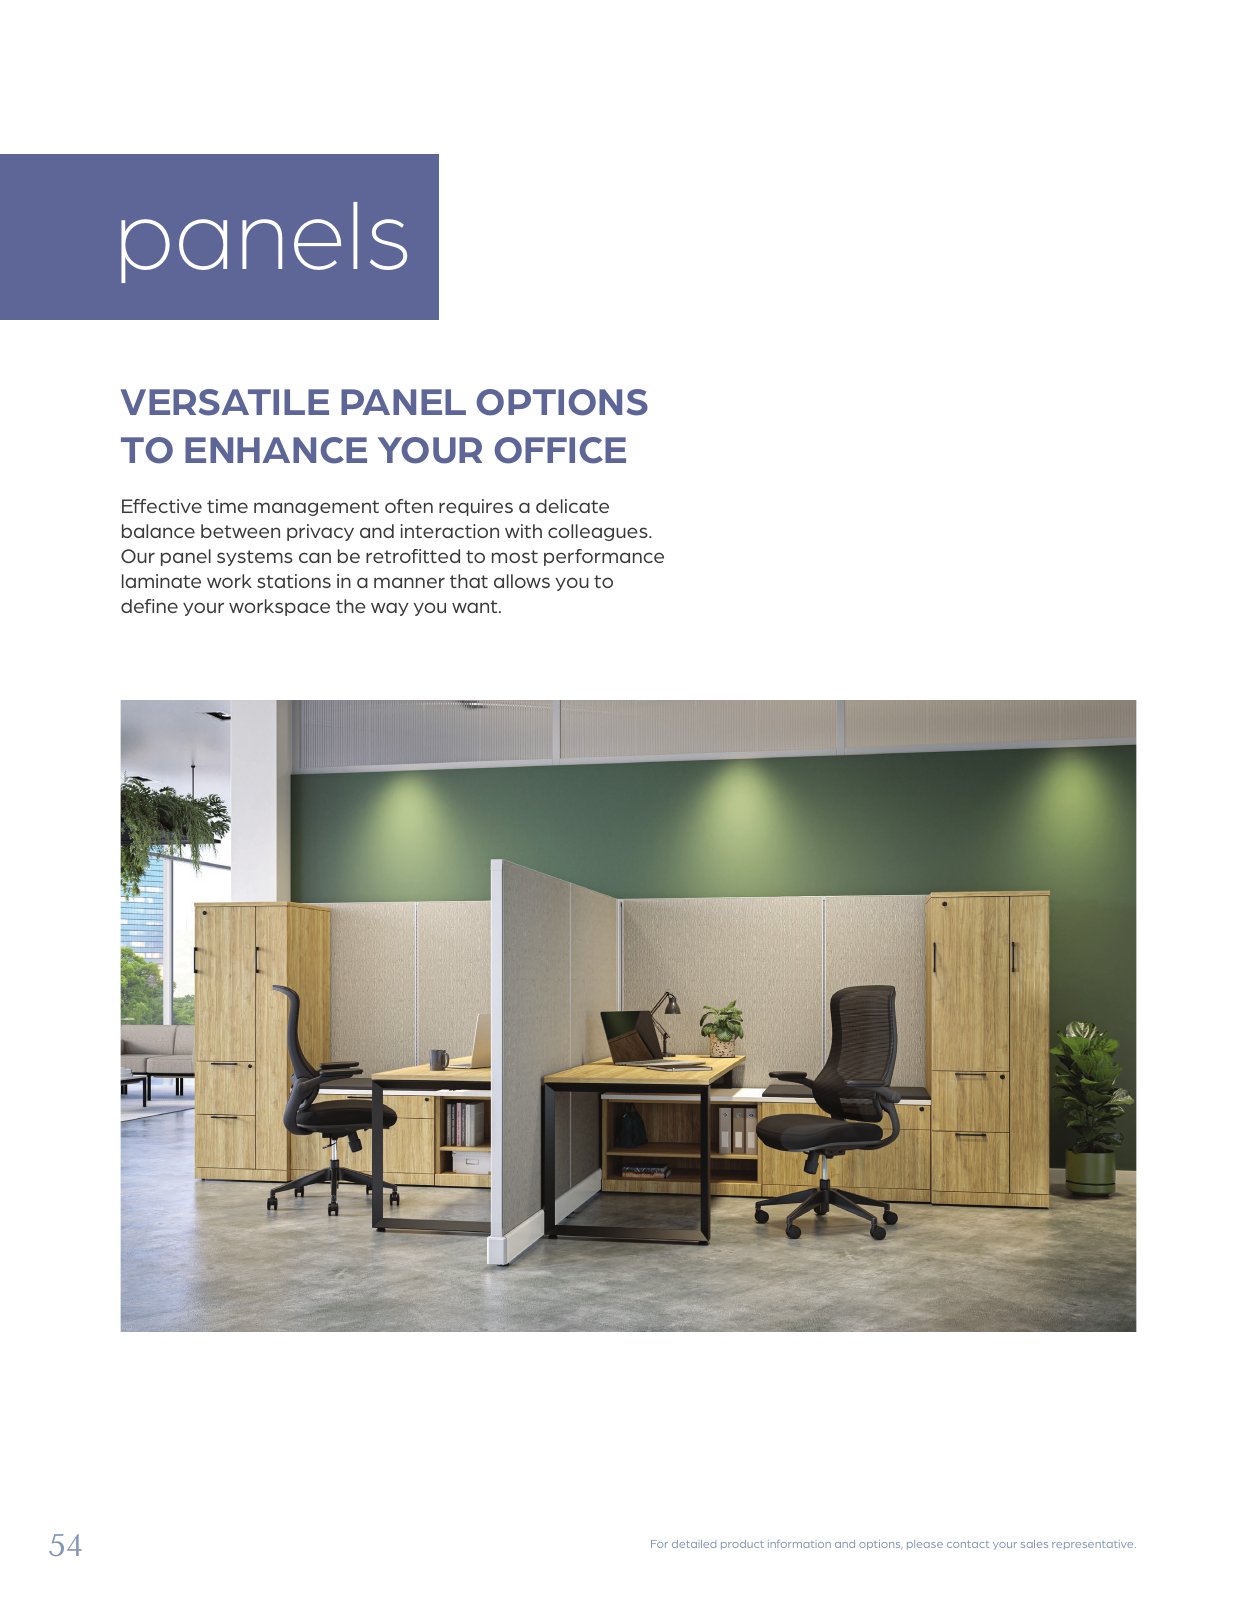 panels
VERSATILE PANEL OPTIONS
TO ENHANCE YOUR OFFICE
Effective time management often requires a delicate
balance between privacy and interaction with colleagues.
Our panel systems can be retrofitted to most performance
laminate work stations in a manner that allows you to
define your workspace the way you want.
54
For detailed product information and options, please contact your sales representative.